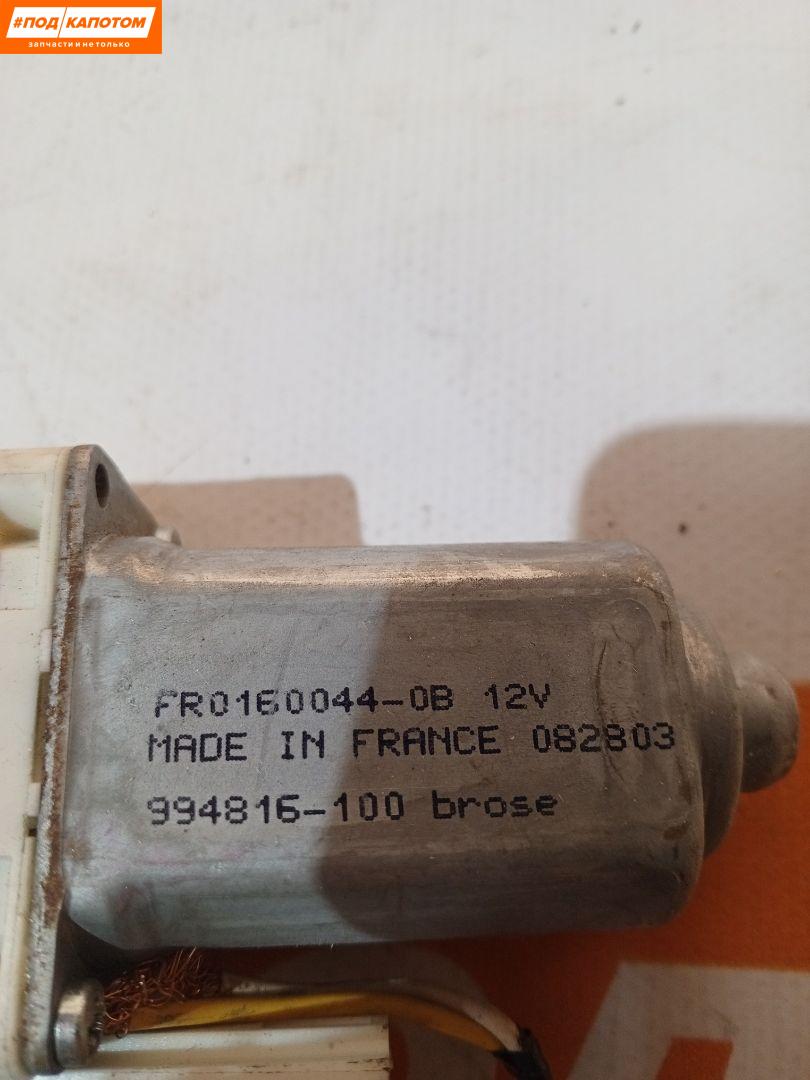 #ПОД КАПОТОМ
запчасти и не только
FR0160044-0B 12V
MADE IN FRANCE 082803
994816-100 brose